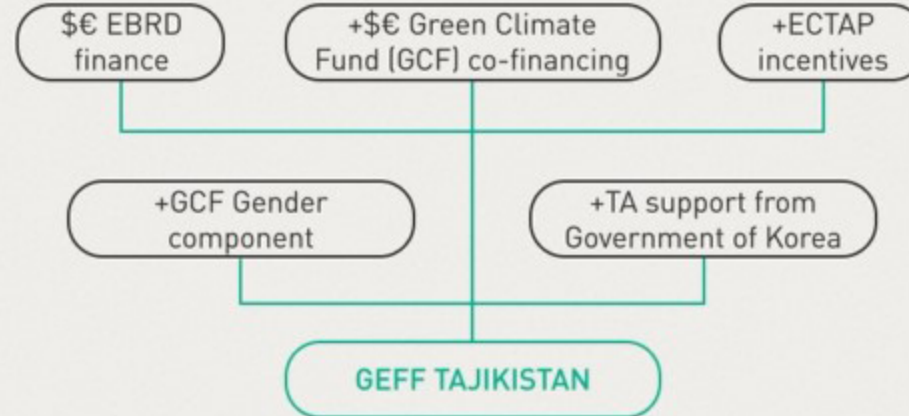 $€ EBRD
finance
+$€ Green Climate
Fund (GCF) co-financing
+ECTAP
incentives
+GCF Gender
component
+TA support from
Government of Korea
GEFF TAJIKISTAN